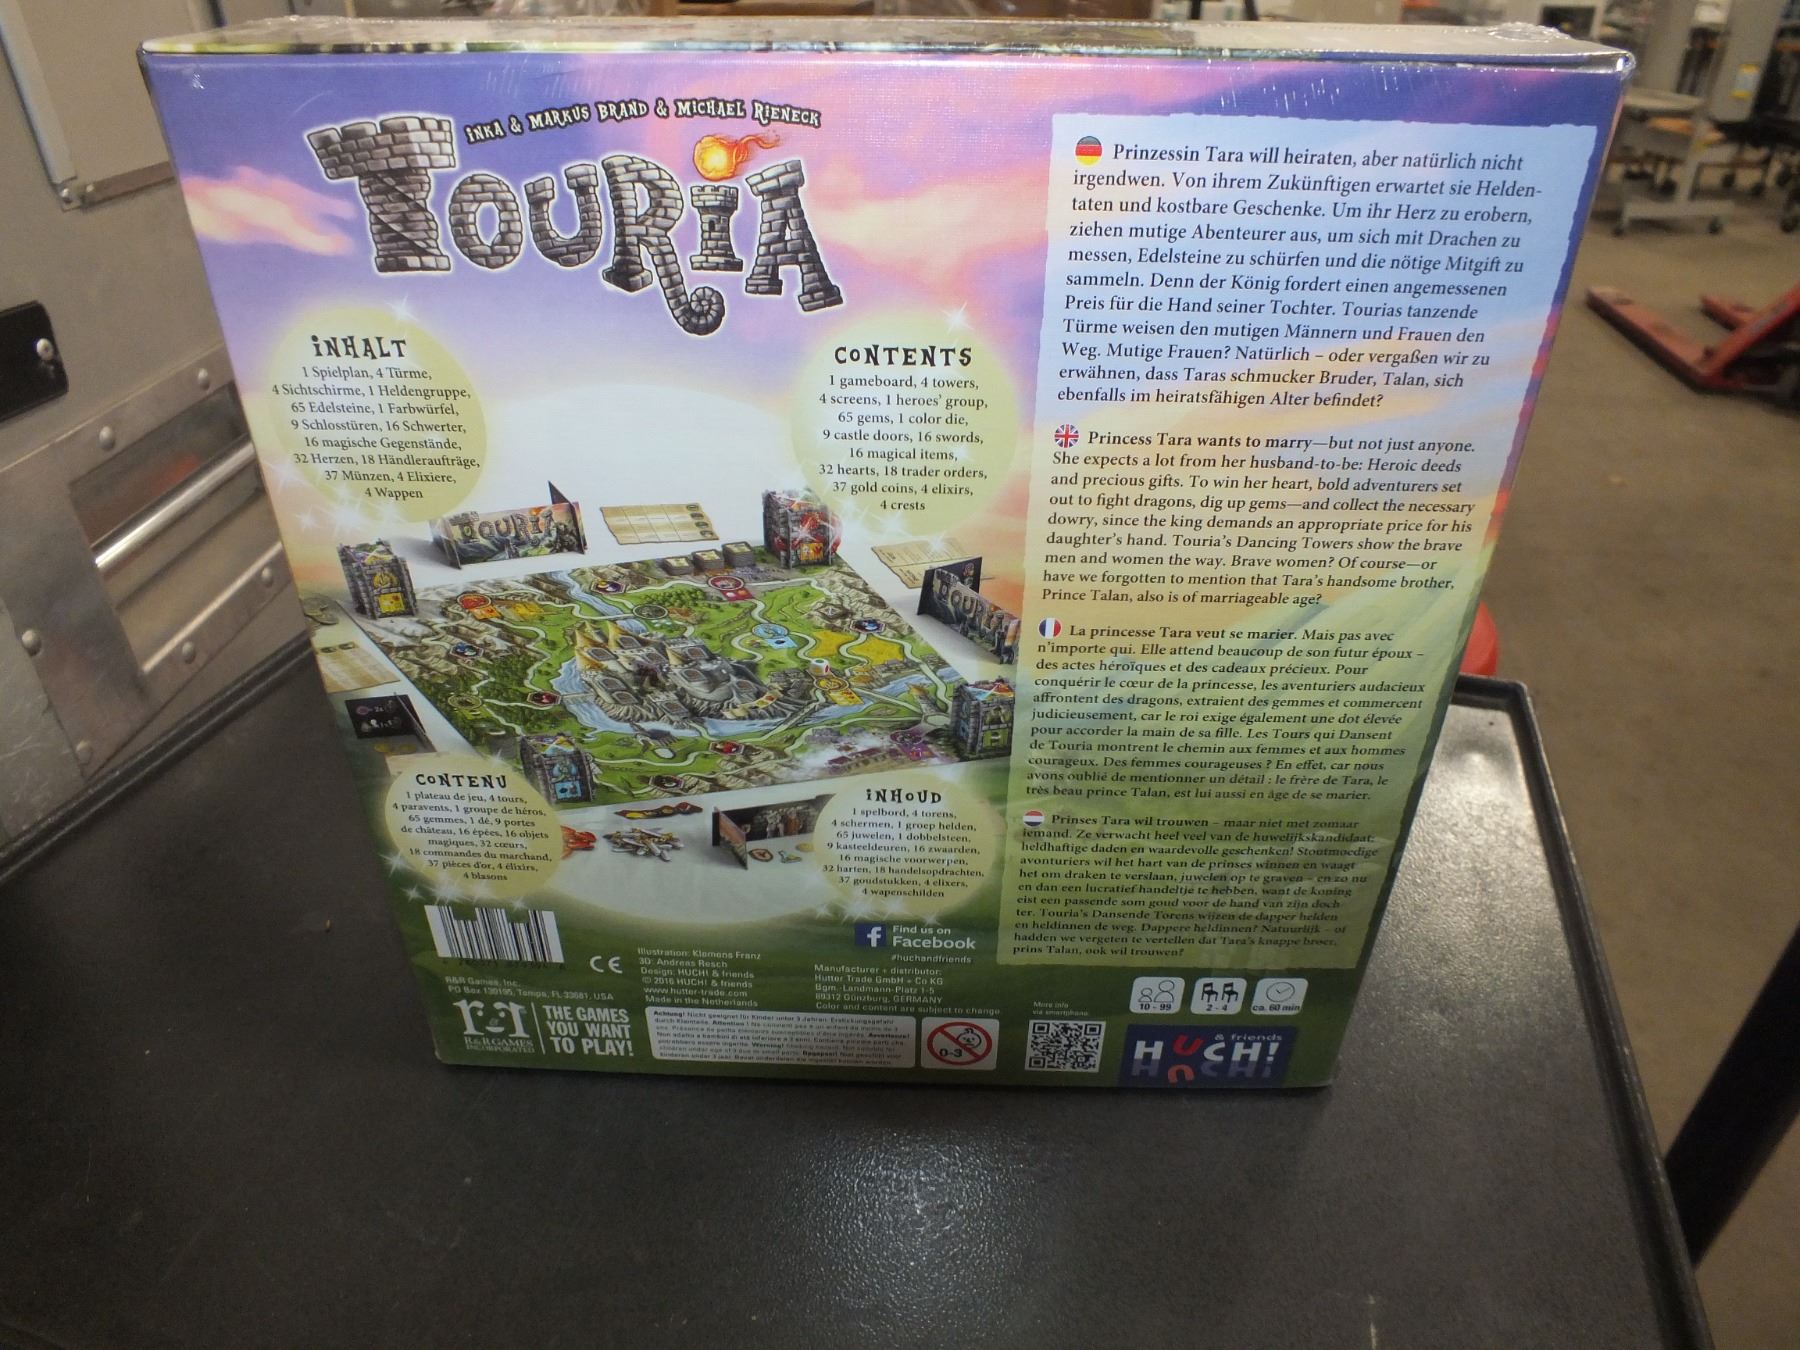 INKA & MARKUS BRAND & MICHAEL RIENECK
TOURIA
INHALT
1 Spielplan, 4 Türme,
4 Sichtschirme, 1 Heldengruppe,
65 Edelsteine, 1 Farbwürfel,
9 Schlosstüren, 16 Schwerter,
16 magische Gegenstände,
32 Herzen, 18 Händleraufträge,
37 Münzen, 4 Elixiere,
4 Wappen
CONTENTS
1 gameboard, 4 towers,
4 screens, 1 heroes' group,
65 gems, 1 color die,
9 castle doors, 16 swords,
16 magical items,
32 hearts, 18 trader orders,
37 gold coins, 4 elixirs,
4 crests
TOURIA
TOURIA
CONTENU
1 plateau de jeu, 4 tours,
4 paravents, 1 groupe de héros,
65 gemmes, 1 dé, 9 portes
de château, 16 épées, 16 objets
magiques, 32 cœurs,
18 commandes du marchand,
37 pièces d'or, 4 élixirs,
4 blasons
INHOUD
1 spelbord, 4 torens,
4 schermen, 1 groep helden,
65 juwelen, 1 dobbelsteen,
9 kasteeldeuren, 16 zwaarden,
16 magische voorwerpen,
32 harten, 18 handelsopdrachten,
37 goudstukken, 4 elixers,
4 wapenschilden
Prinzessin Tara will heiraten, aber natürlich nicht
irgendwen. Von ihrem Zukünftigen erwartet sie Helden-
taten und kostbare Geschenke. Um ihr Herz zu erobern,
ziehen mutige Abenteurer aus, um sich mit Drachen zu
messen, Edelsteine zu schürfen und die nötige Mitgift zu
sammeln. Denn der König fordert einen angemessenen
Preis für die Hand seiner Tochter. Tourias tanzende
Türme weisen den mutigen Männern und Frauen den
Weg. Mutige Frauen? Natürlich – oder vergaßen wir zu
erwähnen, dass Taras schmucker Bruder, Talan, sich
ebenfalls im heiratsfähigen Alter befindet?
Princess Tara wants to marry—but not just anyone.
She expects a lot from her husband-to-be: Heroic deeds
and precious gifts. To win her heart, bold adventurers set
out to fight dragons, dig up gems—and collect the necessary
dowry, since the king demands an appropriate price for his
daughter's hand. Touria's Dancing Towers show the brave
men and women the way. Brave women? Of course—or
have we forgotten to mention that Tara's handsome brother,
Prince Talan, also is of marriageable age?
La princesse Tara veut se marier. Mais pas avec
n'importe qui. Elle attend beaucoup de son futur époux –
des actes héroïques et des cadeaux précieux. Pour
conquérir le cœur de la princesse, les aventuriers audacieux
affrontent des dragons, extraient des gemmes et commercent
judicieusement, car le roi exige également une dot élevée
pour accorder la main de sa fille. Les Tours qui Dansent
de Touria montrent le chemin aux femmes et aux hommes
courageux. Des femmes courageuses ? En effet, car nous
avons oublié de mentionner un détail : le frère de Tara, le
très beau prince Talan, est lui aussi en âge de se marier.
Prinses Tara wil trouwen – maar niet met zomaar
iemand. Ze verwacht heel veel van de huwelijkskandidaat:
heldhaftige daden en waardevolle geschenken! Stoutmoedige
avonturiers wil het hart van de prinses winnen en waagt
het om draken te verslaan, juwelen op te graven – en zo nu
en dan een lucratief handeltje te hebben, want de koning
eist een passende som goud voor de hand van zijn doch-
ter. Touria's Dansende Torens wijzen de dapper helden
en heldinnen de weg. Dappere heldinnen? Natuurlijk – of
hadden we vergeten te vertellen dat Tara's knappe broer,
prins Talan, ook wil trouwen?
CE
R&R Games, Inc.
PO Box 130195, Tampa, FL 33681, USA
R&R GAMES
INCORPORATED
THE GAMES
YOU WANT
TO PLAY!
Illustration: Klemens Franz
3D: Andreas Resch
Design: HUCH! & friends
© 2016 HUCH! & friends
www.hutter-trade.com
Made in the Netherlands
f Find us on
Facebook
#huchandfriends
Manufacturer + distributor:
Hutter Trade GmbH + Co KG
Bgm.-Landmann-Platz 1-5
89312 Günzburg, GERMANY
Color and content are subject to change.
Achtung! Nicht geeignet für Kinder unter 3 Jahren.
0-3
More info
via smartphone:
10 - 99
2 - 4
ca. 60 min
& friends
HUCH!